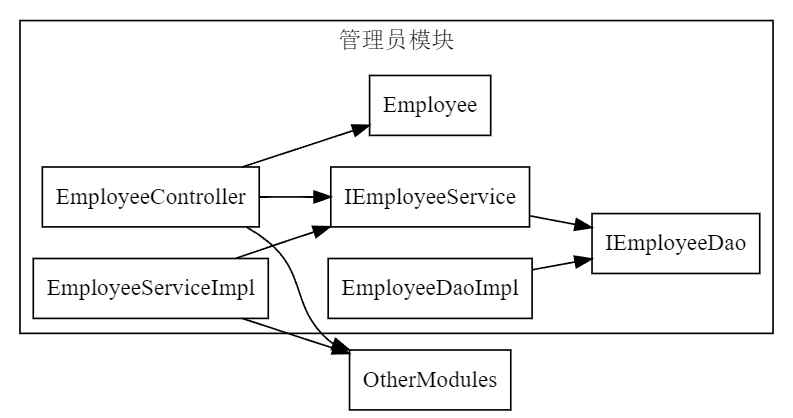 管理员模块
Employee
EmployeeController
IEmployeeService
IEmployeeDao
EmployeeServiceImpl
EmployeeDaoImpl
OtherModules